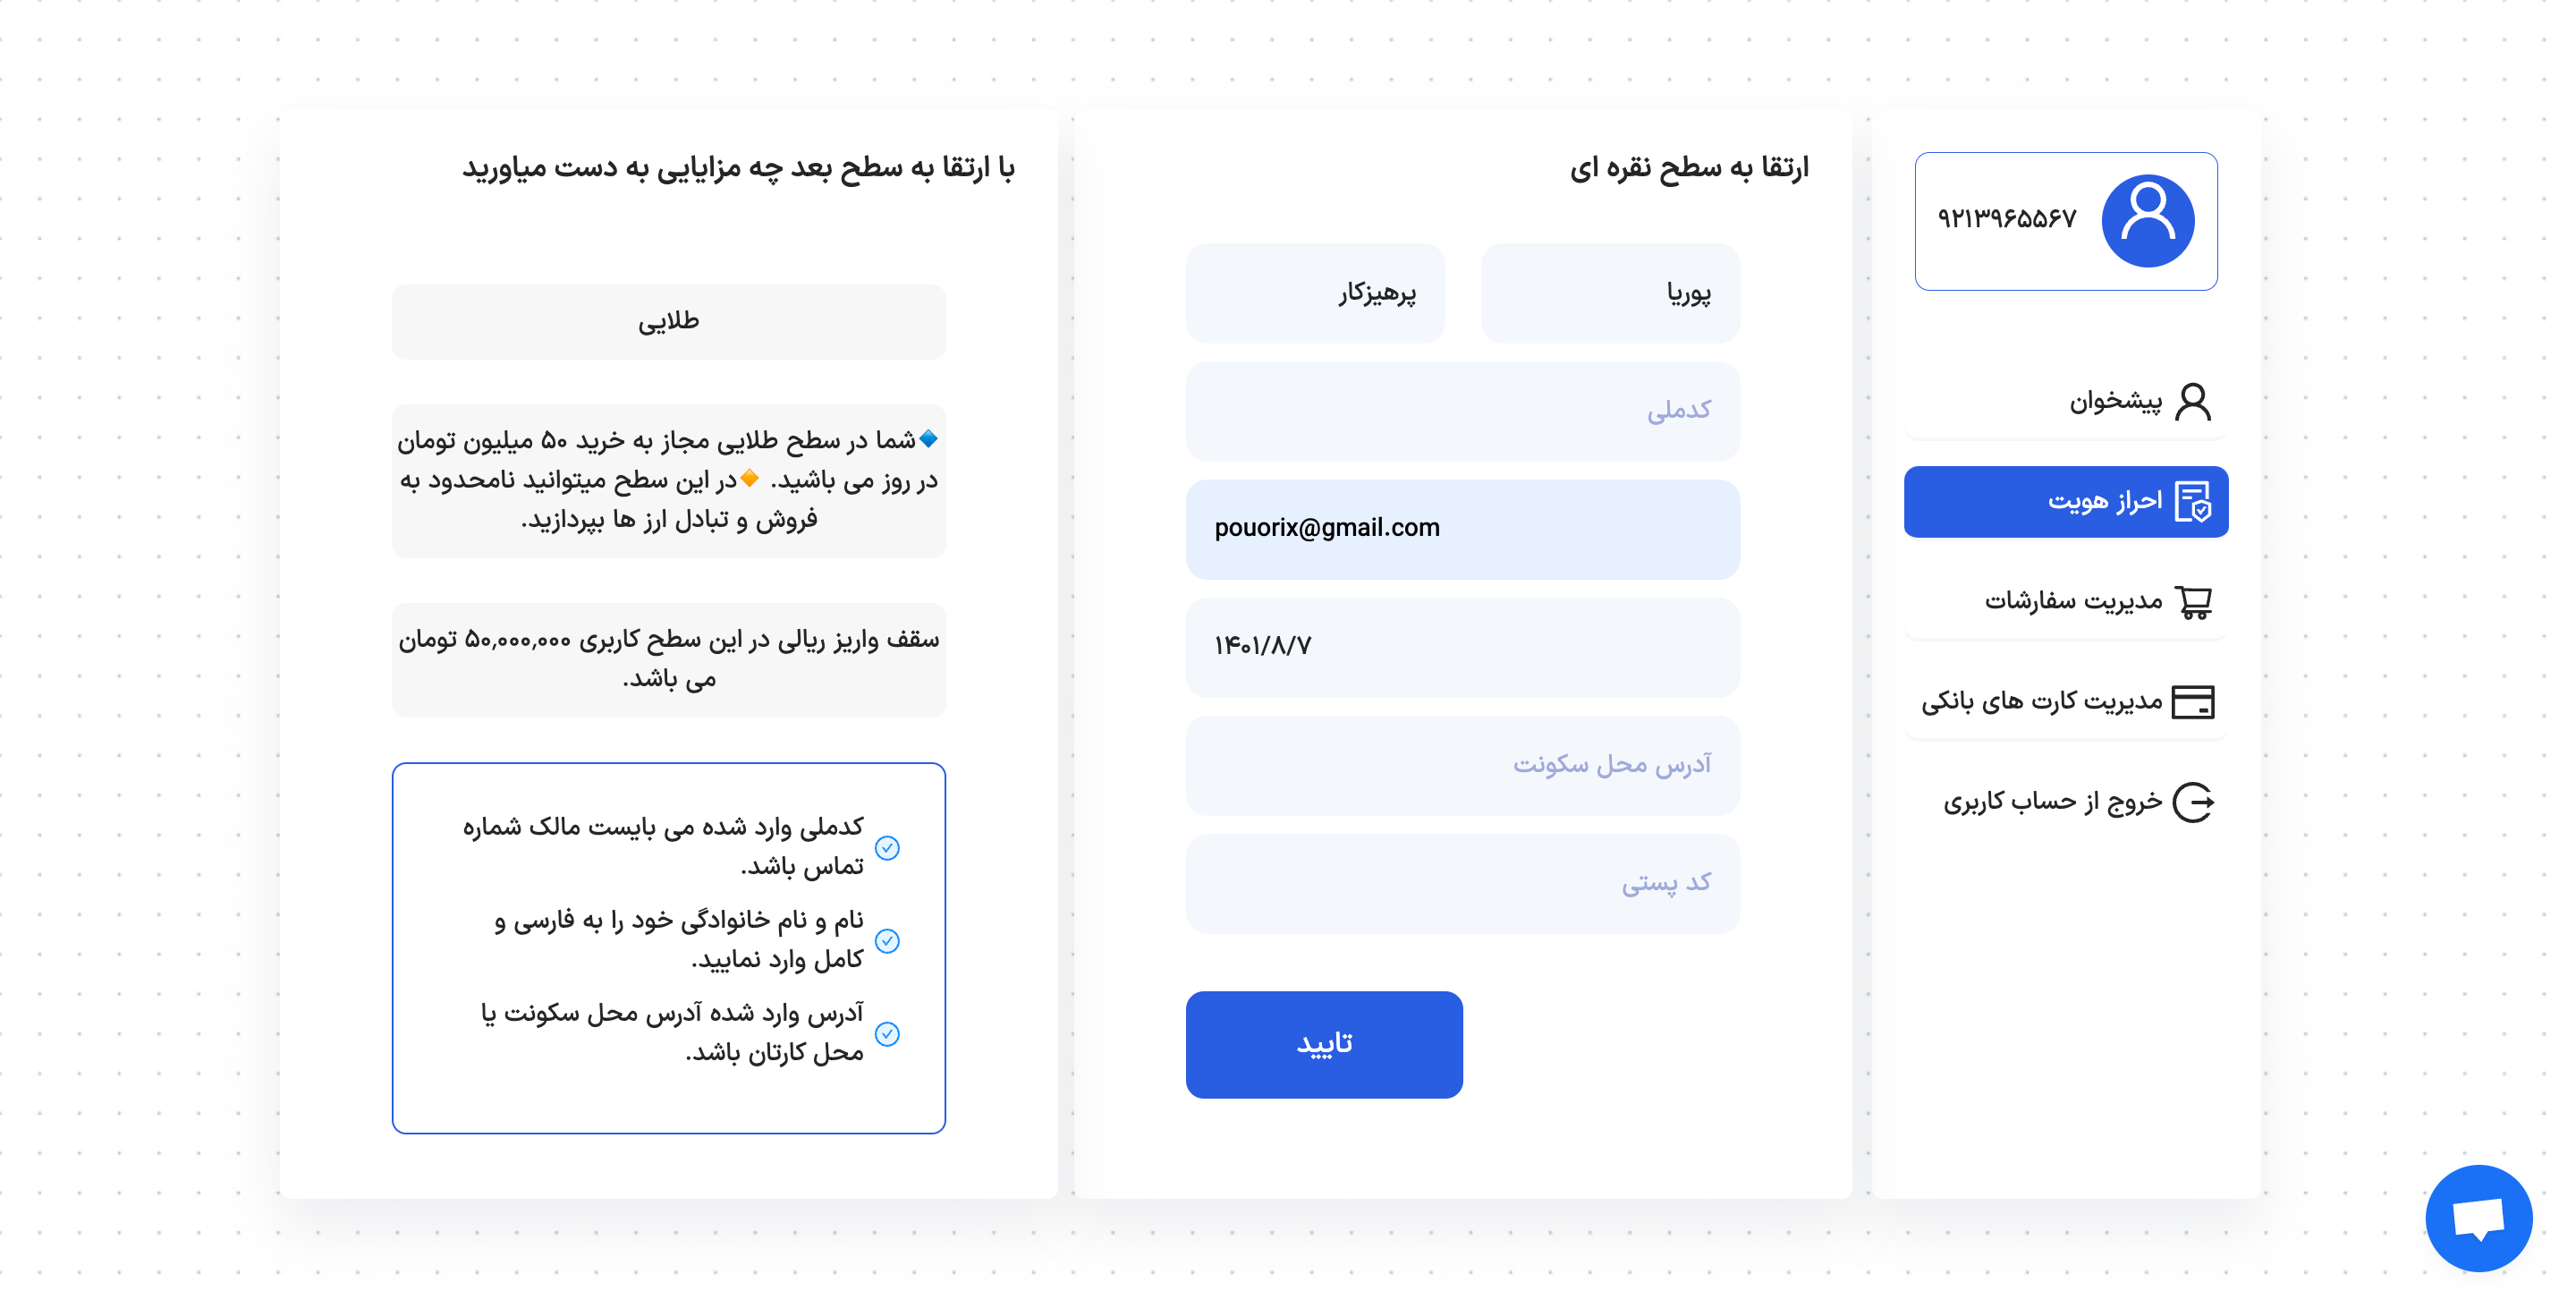 ۹۲۱۳۹۶۵۵۶۷
پیشخوان
احراز هویت
مدیریت سفارشات
مدیریت کارت های بانکی
خروج از حساب کاربری
ارتقا به سطح نقره ای
پوریا
پرهیزکار
کدملی
pouorix@gmail.com
۱۴۰۱/۸/۷
آدرس محل سکونت
کد پستی
تایید
با ارتقا به سطح بعد چه مزایایی به دست میاورید
طلایی
🔹شما در سطح طلایی مجاز به خرید ۵۰ میلیون تومان
در روز می باشید. 🔸در این سطح میتوانید نامحدود به
فروش و تبادل ارز ها بپردازید.
سقف واریز ریالی در این سطح کاربری ۵۰,۰۰۰,۰۰۰ تومان
می باشد.
کدملی وارد شده می بایست مالک شماره
تماس باشد.
نام و نام خانوادگی خود را به فارسی و
کامل وارد نمایید.
آدرس وارد شده آدرس محل سکونت یا
محل کارتان باشد.